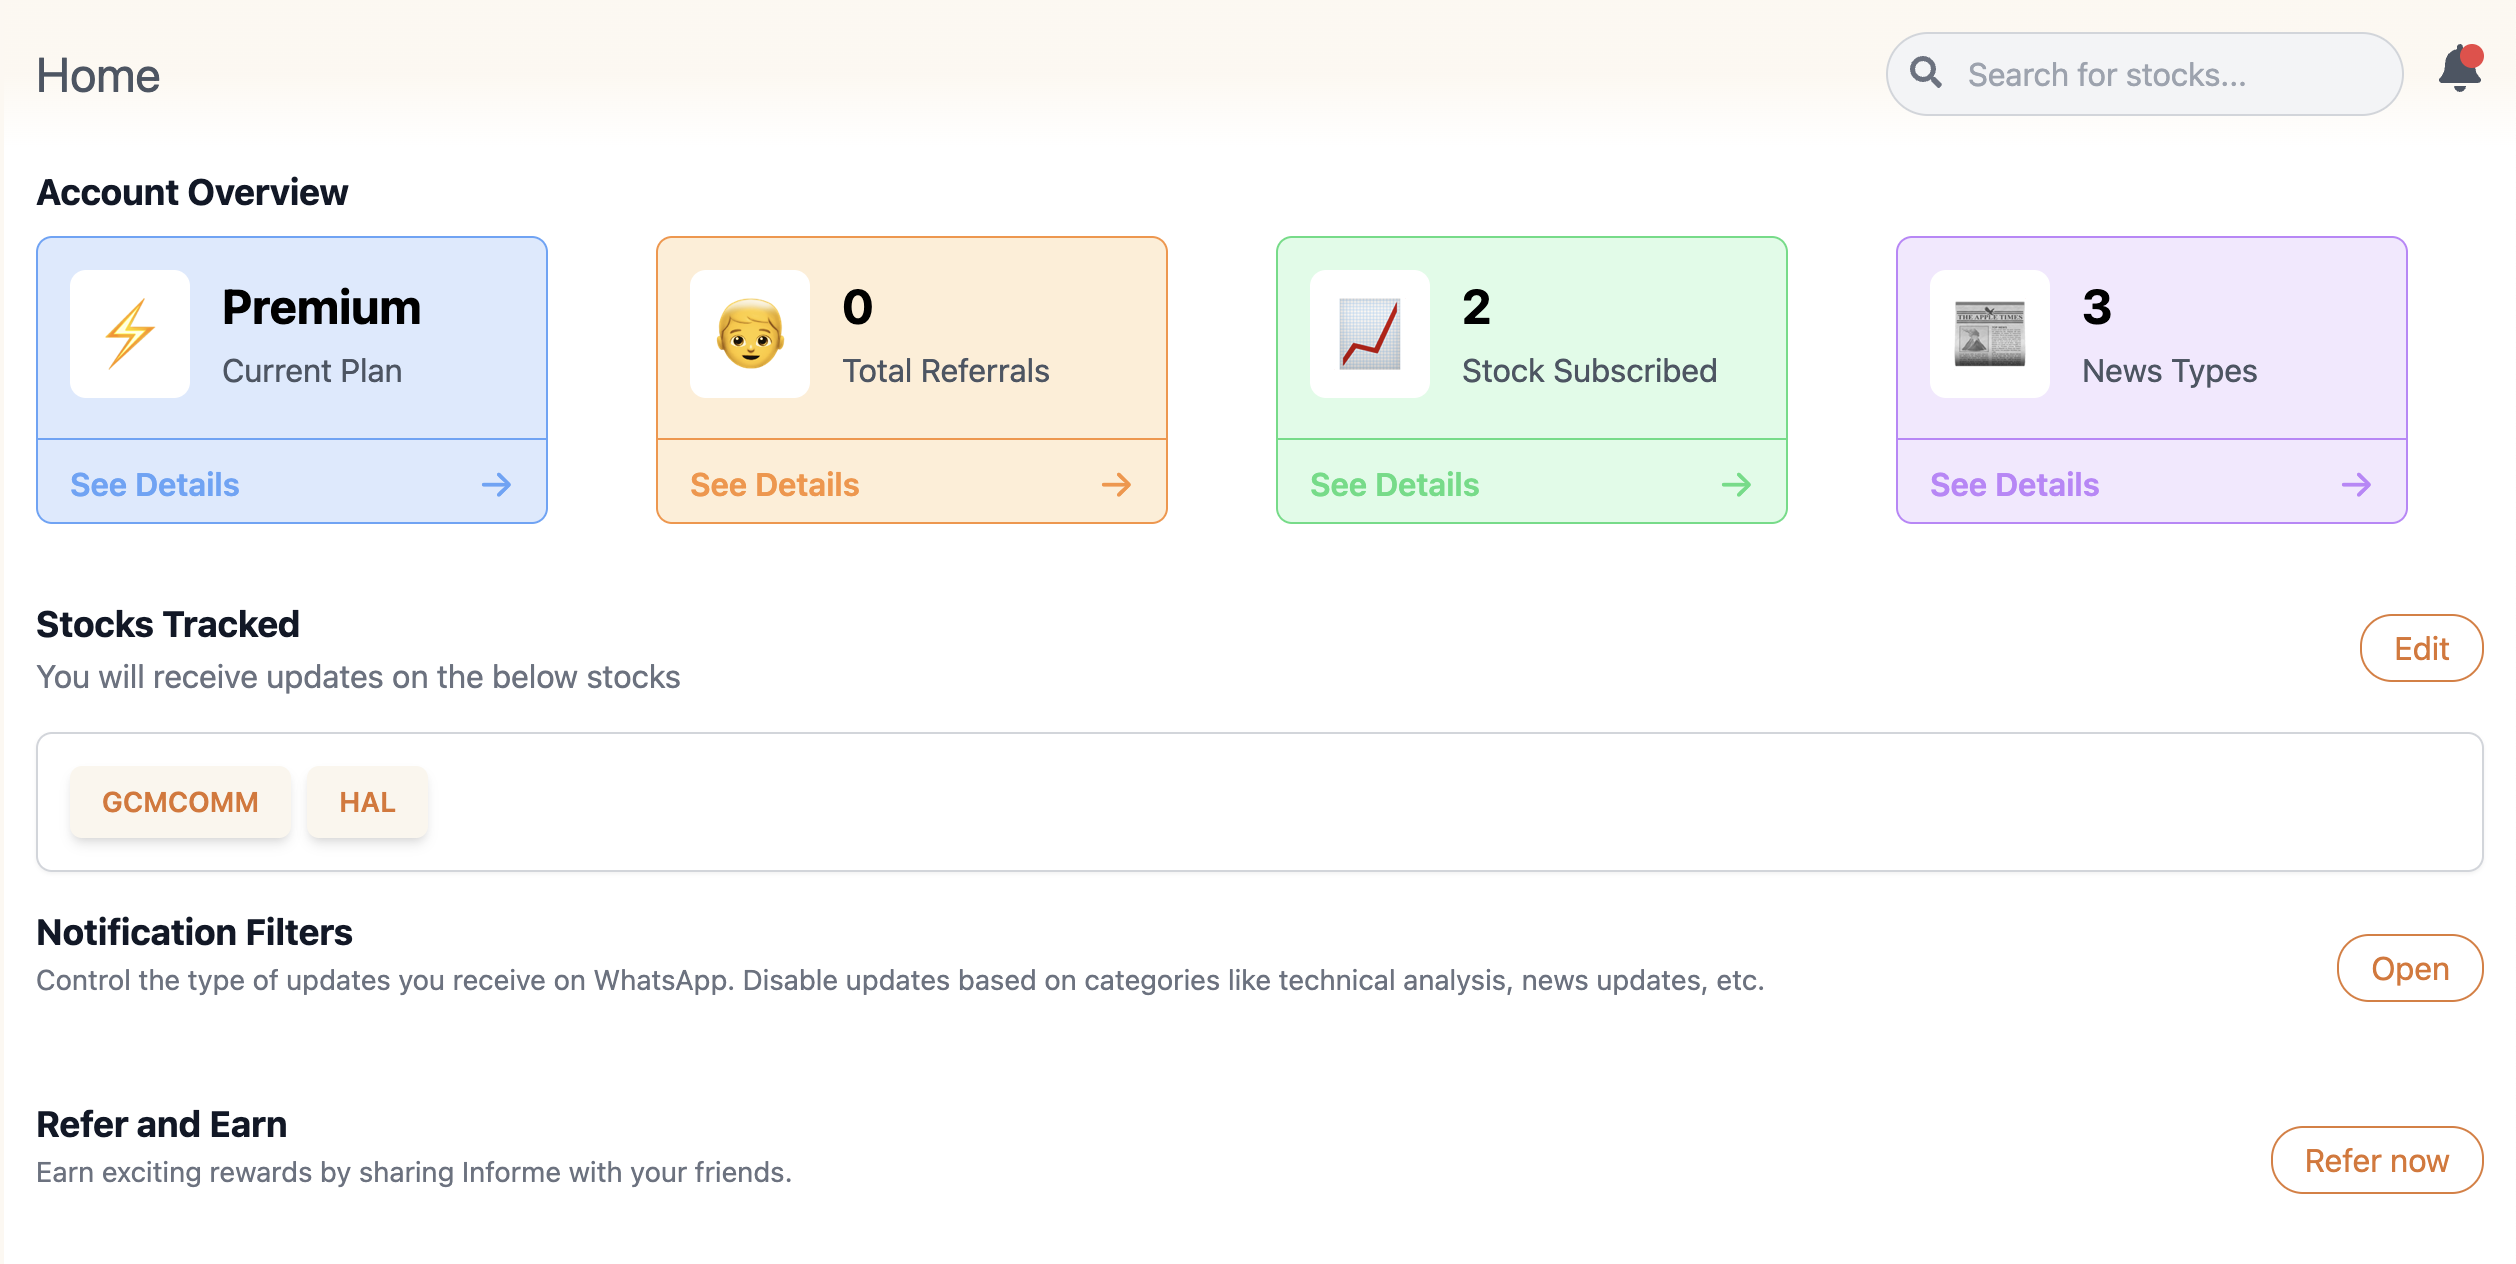 Home
Search for stocks...
Account Overview
Premium
Current Plan
See Details
0
Total Referrals
See Details
2
Stock Subscribed
See Details
3
News Types
See Details
THE APPLE TIMES
Stocks Tracked
You will receive updates on the below stocks
Edit
GCMCOMM
HAL
Notification Filters
Control the type of updates you receive on WhatsApp. Disable updates based on categories like technical analysis, news updates, etc.
Open
Refer and Earn
Earn exciting rewards by sharing Informe with your friends.
Refer now